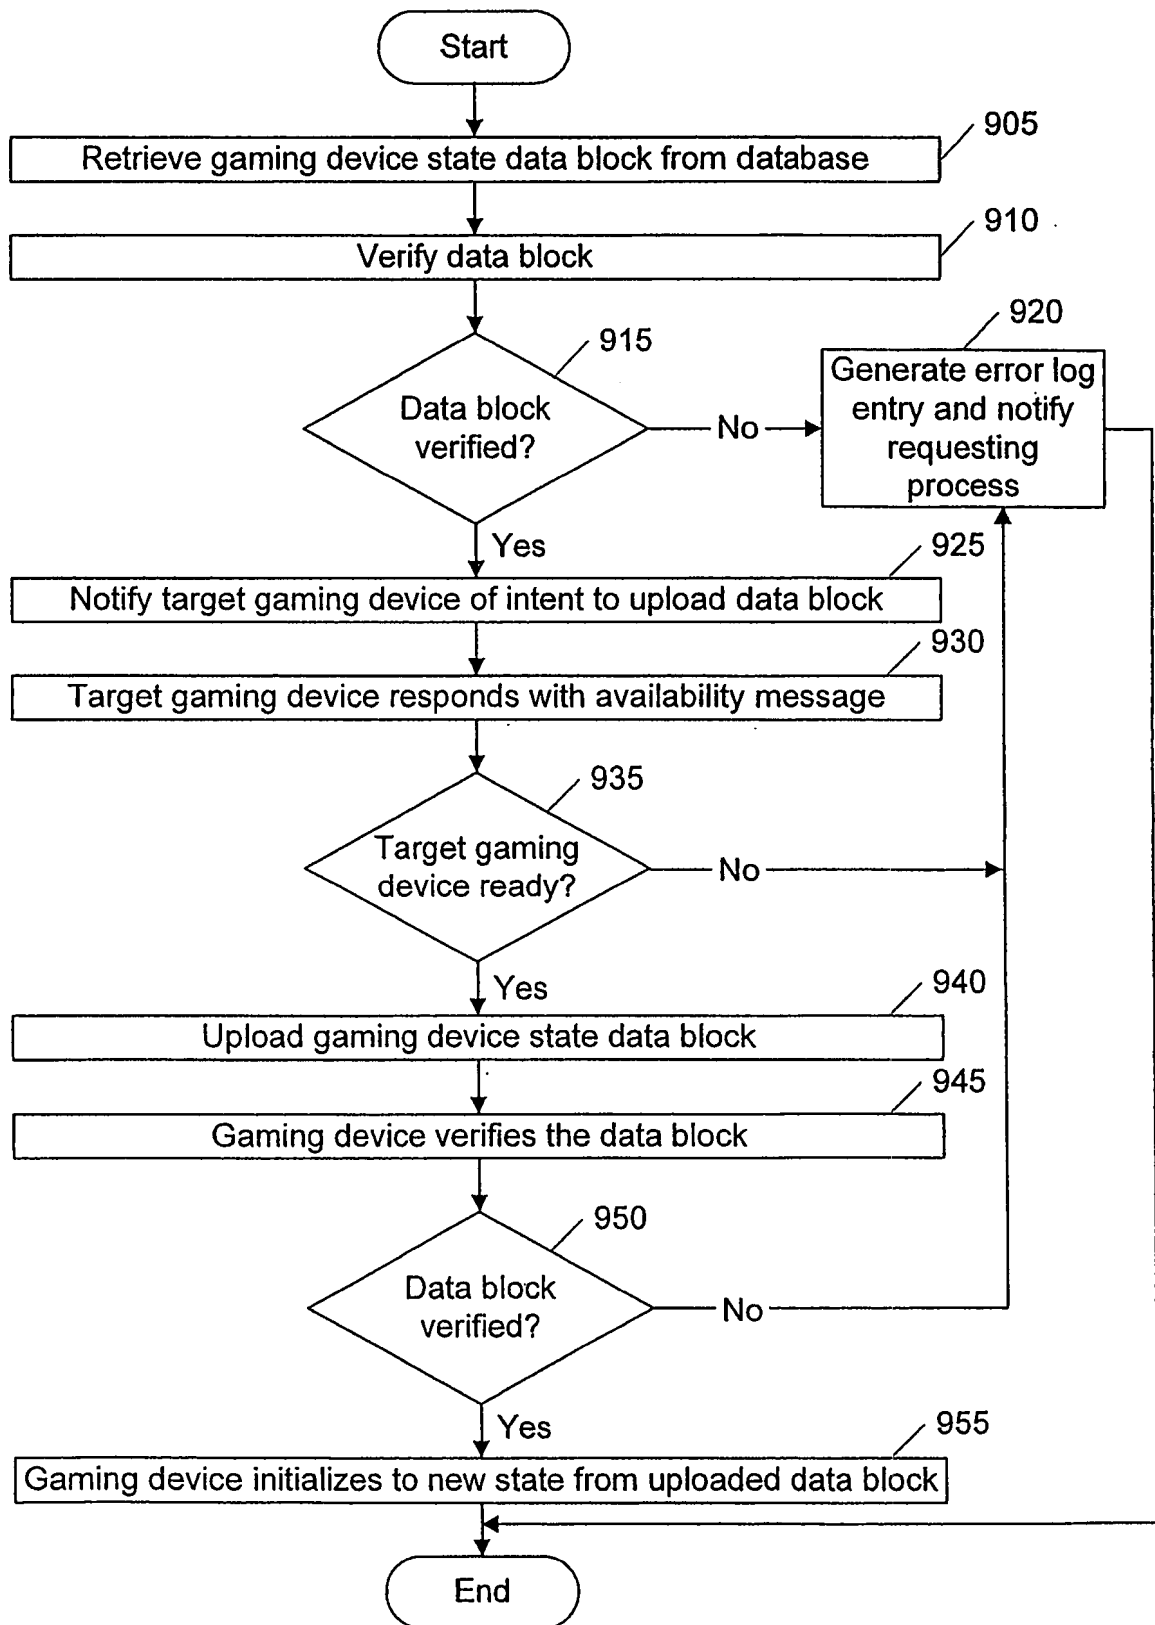 Start
905
Retrieve gaming device state data block from database
910
Verify data block
915
Data block
verified?
No
920
Generate error log
entry and notify
requesting
process
Yes
925
Notify target gaming device of intent to upload data block
930
Target gaming device responds with availability message
935
Target gaming
device ready?
No
Yes
940
Upload gaming device state data block
945
Gaming device verifies the data block
950
Data block
verified?
No
Yes
955
Gaming device initializes to new state from uploaded data block
End